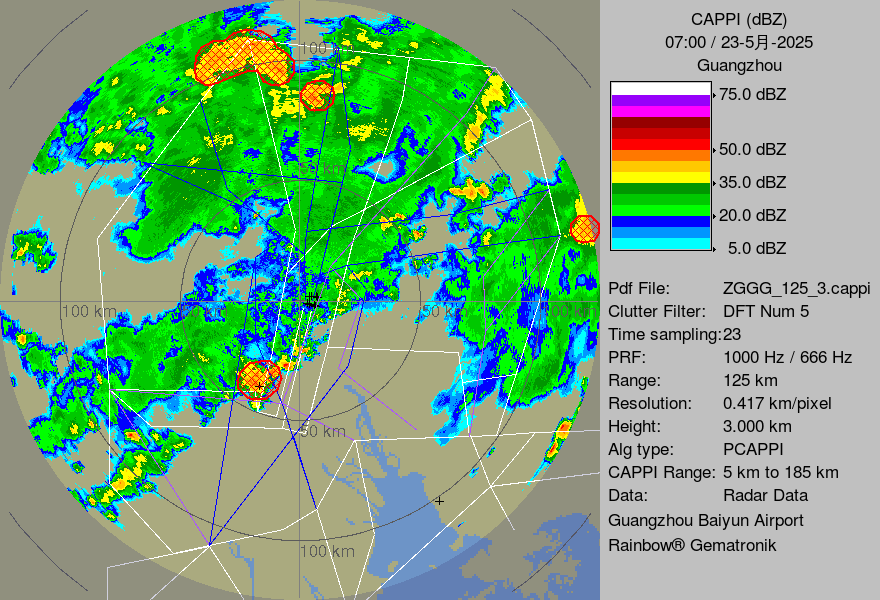 CAPPI (dBZ)
07:00 / 23-5月-2025
Guangzhou
75.0 dBZ
50.0 dBZ
35.0 dBZ
20.0 dBZ
5.0 dBZ
Pdf File: ZGGG_125_3.cappi
Clutter Filter: DFT Num 5
Time sampling:23
PRF: 1000 Hz / 666 Hz
Range: 125 km
Resolution: 0.417 km/pixel
Height: 3.000 km
Alg type: PCAPPI
CAPPI Range: 5 km to 185 km
Data: Radar Data
Guangzhou Baiyun Airport
Rainbow® Gematronik
100
50 km
100 km
50 km
100 km
50 km
100 km